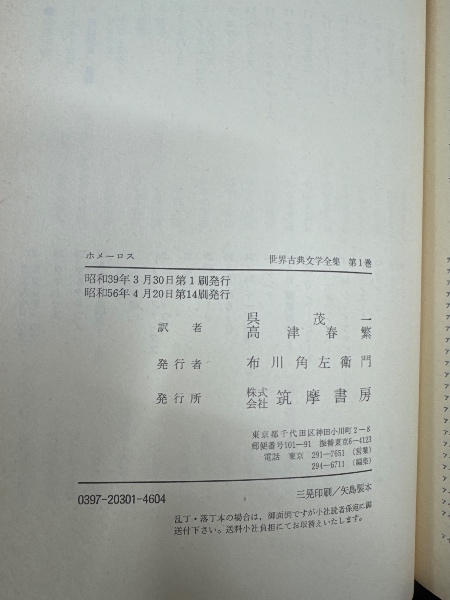 ホメーロス 世界古典文学全集 第1巻
昭和39年3月30日第1刷発行
昭和56年4月20日第14刷発行
訳者 呉茂一
高津春繁
発行者 布川角左衛門
発行所 株式会社 筑摩書房
東京都千代田区神田小川町2-8
郵便番号101-91 振替東京6-4123
電話 東京 291-7651 (営業)
294-6711 (編集)
0397-20301-4604 三晃印刷/矢島製本
乱丁・落丁本の場合は，御面倒ですが小社読者係宛に御
送付下さい。送料小社負担にてお取替えいたします。